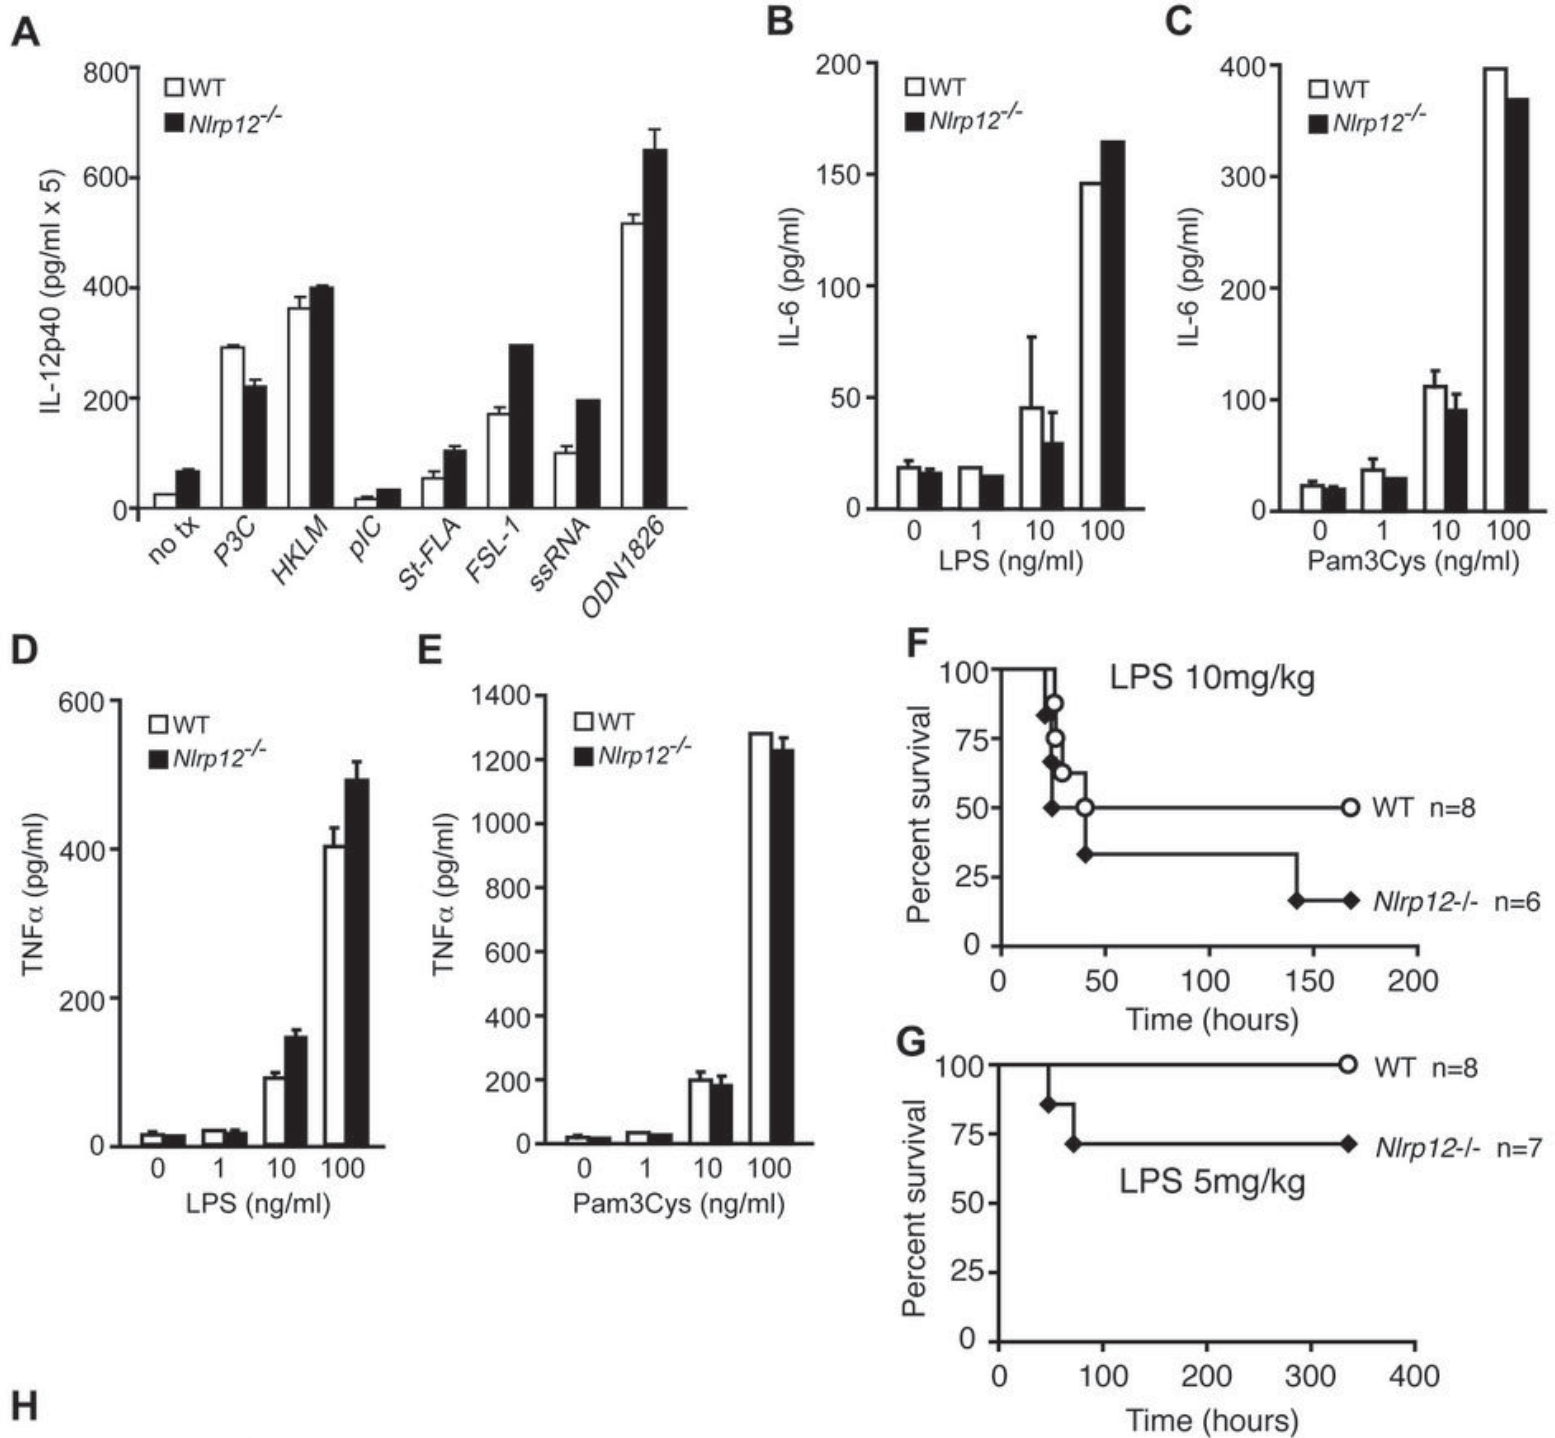 A
IL-12p40 (pg/ml x 5)
800
600
400
200
0
WT
Nlrp12-/-
no tx
P3C
HKLM
pIC
St-FLA
FSL-1
ssRNA
ODN1826
B
IL-6 (pg/ml)
200
150
100
50
0
WT
Nlrp12-/-
0 1 10 100
LPS (ng/ml)
C
IL-6 (pg/ml)
400
300
200
100
0
WT
Nlrp12-/-
0 1 10 100
Pam3Cys (ng/ml)
D
TNFα (pg/ml)
600
400
200
0
WT
Nlrp12-/-
0 1 10 100
LPS (ng/ml)
E
TNFα (pg/ml)
1400
1200
1000
800
600
400
200
0
WT
Nlrp12-/-
0 1 10 100
Pam3Cys (ng/ml)
F
Percent survival
100
75
50
25
0
LPS 10mg/kg
WT n=8
Nlrp12-/- n=6
0 50 100 150 200
Time (hours)
G
Percent survival
100
75
50
25
0
WT n=8
Nlrp12-/- n=7
LPS 5mg/kg
0 100 200 300 400
Time (hours)
H